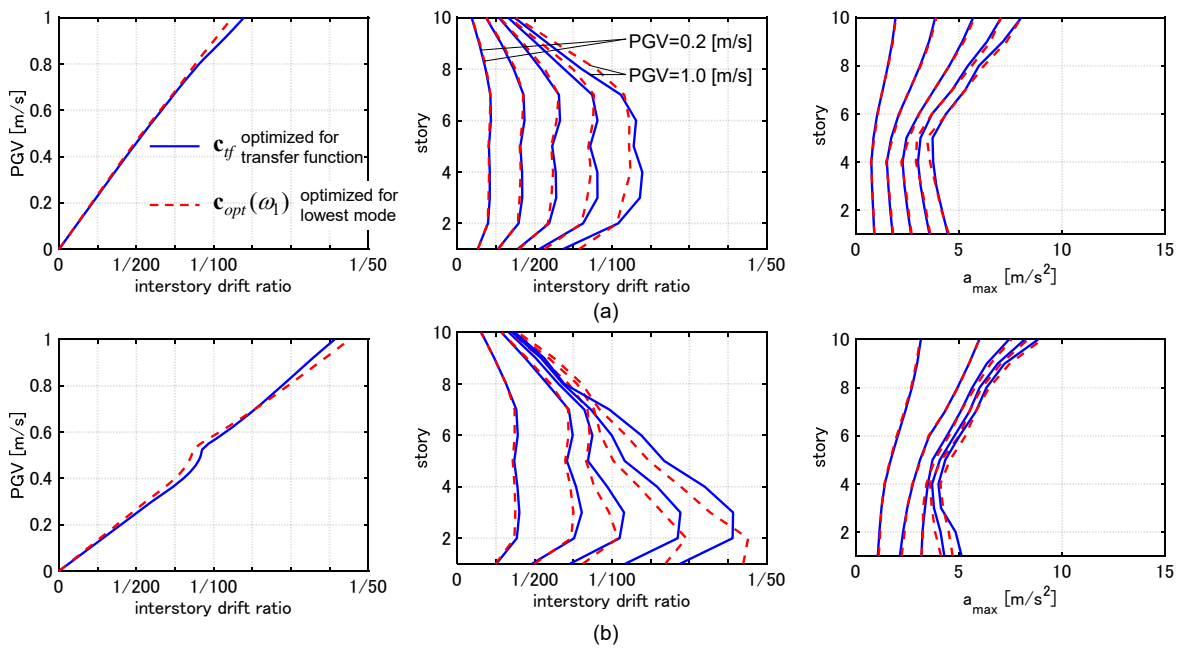 1
0.8
0.6
0.4
0.2
0
PGV [m/s]
c_tf optimized for
transfer function
c_opt(ω_1) optimized for
lowest mode
0 1/200 1/100 1/50
interstory drift ratio
10
8
6
4
2
story
PGV=0.2 [m/s]
PGV=1.0 [m/s]
0 1/200 1/100 1/50
interstory drift ratio
10
8
6
4
2
story
0 5 10 15
a_max [m/s^2]
(a)
1
0.8
0.6
0.4
0.2
0
PGV [m/s]
0 1/200 1/100 1/50
interstory drift ratio
10
8
6
4
2
story
0 1/200 1/100 1/50
interstory drift ratio
10
8
6
4
2
story
0 5 10 15
a_max [m/s^2]
(b)